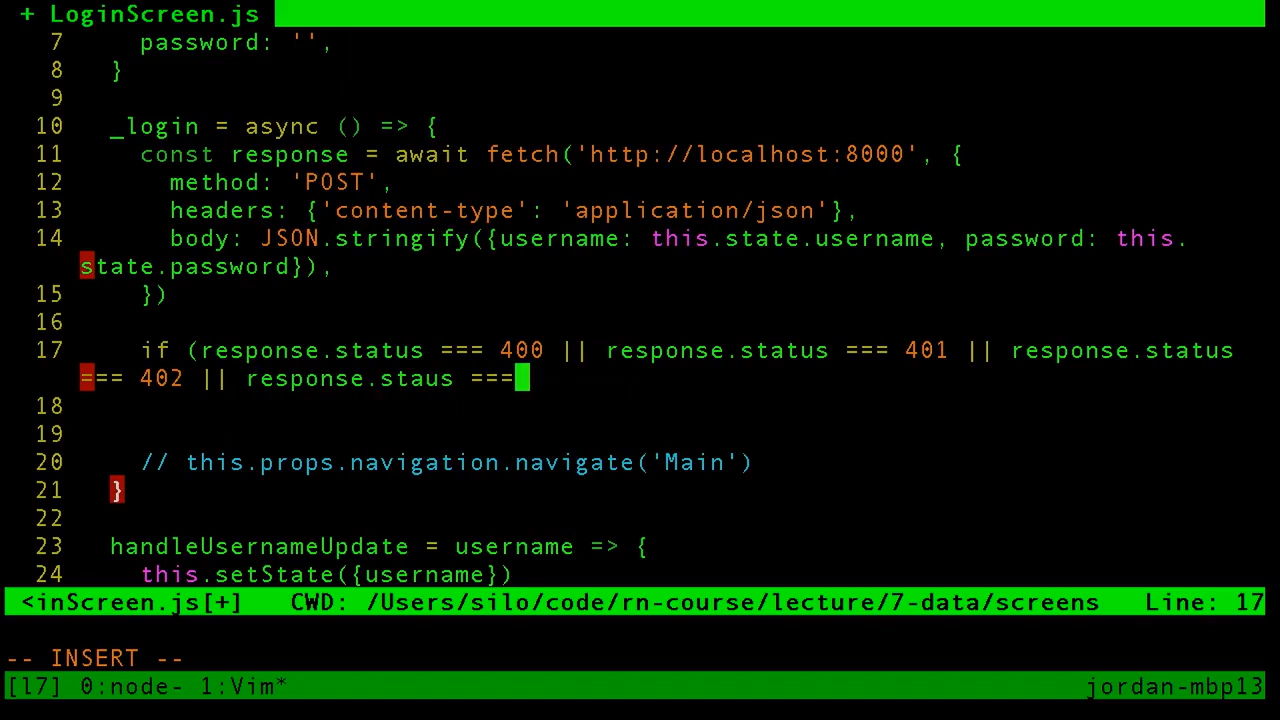 + LoginScreen.js
7 password: '',
8 }
9
10 _login = async () => {
11 const response = await fetch('http://localhost:8000', {
12 method: 'POST',
13 headers: {'content-type': 'application/json'},
14 body: JSON.stringify({username: this.state.username, password: this.
state.password}),
15 })
16
17 if (response.status === 400 || response.status === 401 || response.status
=== 402 || response.staus ===
18
19
20 // this.props.navigation.navigate('Main')
21 }
22
23 handleUsernameUpdate = username => {
24 this.setState({username})
<inScreen.js[+] CWD: /Users/silo/code/rn-course/lecture/7-data/screens Line: 17
-- INSERT --
[l7] 0:node- 1:Vim* jordan-mbp13